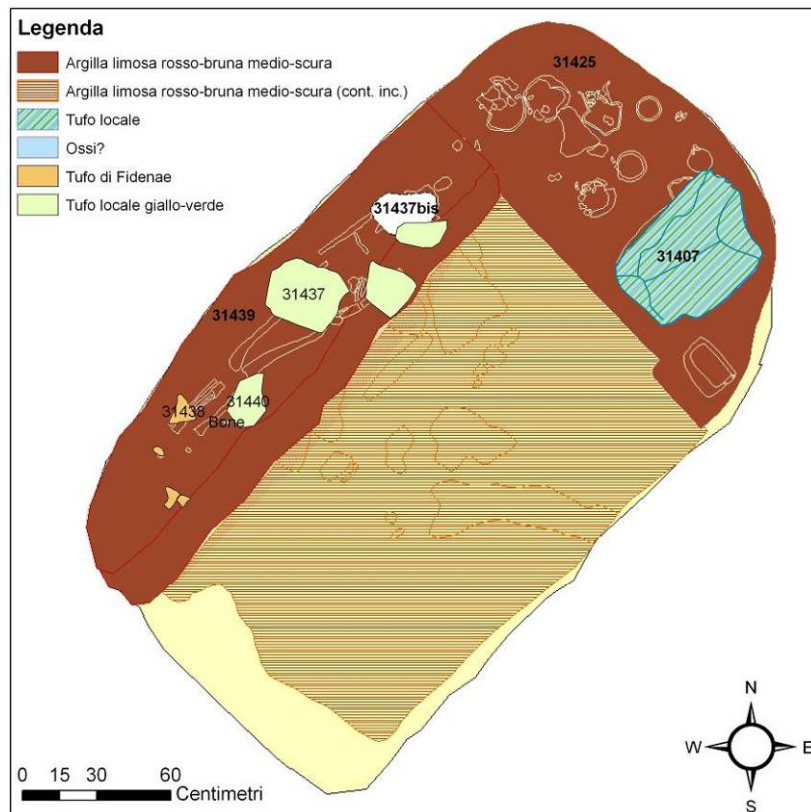 Legenda
Argilla limosa rosso-bruna medio-scura
Argilla limosa rosso-bruna medio-scura (cont. inc.)
Tufo locale
Ossi?
Tufo di Fidenae
Tufo locale giallo-verde
31425
31437bis
31407
31437
31439
31440
31438
Bone
N
W E
S
0 15 30 60
Centimetri